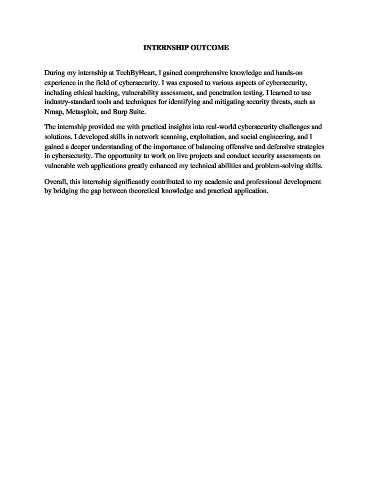 INTERNSHIP OUTCOME
During my internship at TechByHeart, I gained comprehensive knowledge and hands-on
experience in the field of cybersecurity. I was exposed to various aspects of cybersecurity,
including ethical hacking, vulnerability assessment, and penetration testing. I learned to use
industry-standard tools and techniques for identifying and mitigating security threats, such as
Nmap, Metasploit, and Burp Suite.
The internship provided me with practical insights into real-world cybersecurity challenges and
solutions. I developed skills in network scanning, exploitation, and social engineering, and I
gained a deeper understanding of the importance of balancing offensive and defensive strategies
in cybersecurity. The opportunity to work on live projects and conduct security assessments on
vulnerable web applications greatly enhanced my technical abilities and problem-solving skills.
Overall, this internship significantly contributed to my academic and professional development
by bridging the gap between theoretical knowledge and practical application.